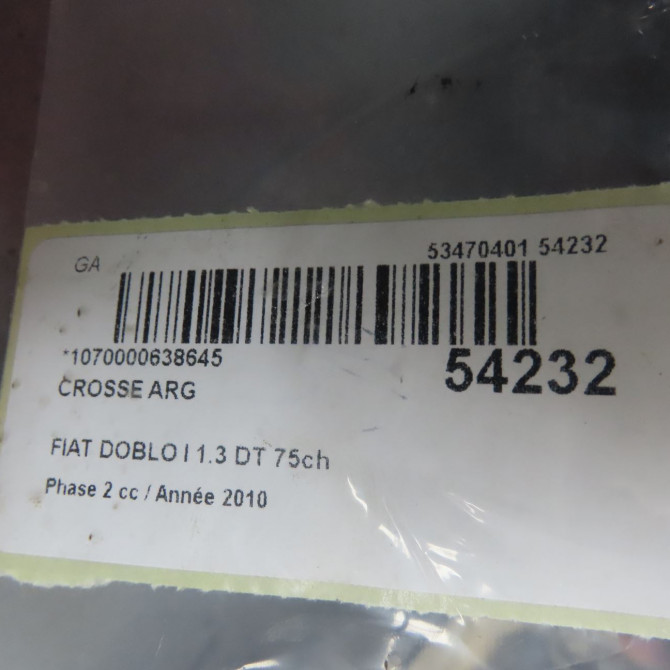 GA
53470401 54232
*1070000638645
54232
CROSSE ARG
FIAT DOBLO I 1.3 DT 75ch
Phase 2 cc / Année 2010